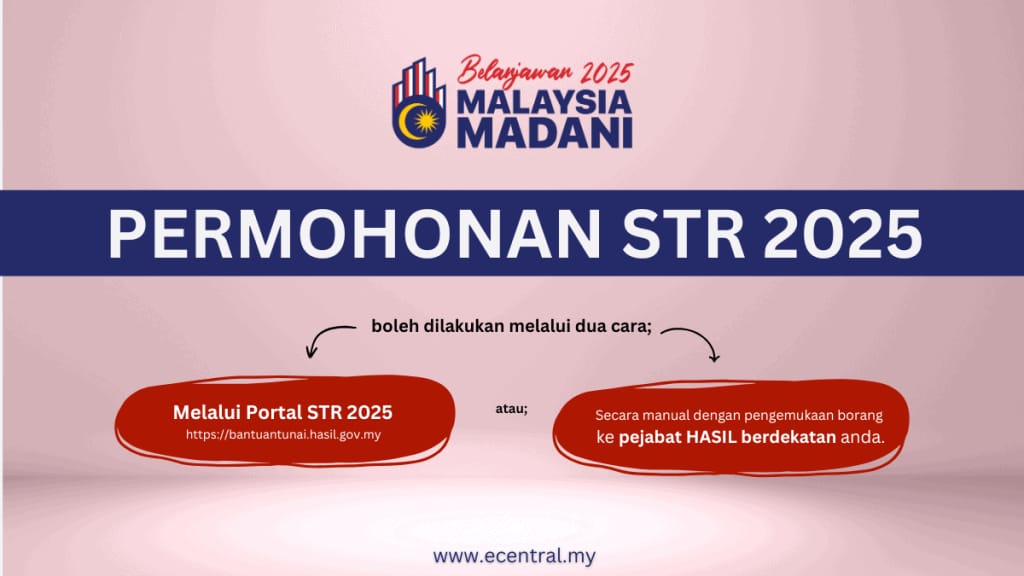 Belanjawan 2025
MALAYSIA
MADANI
PERMOHONAN STR 2025
boleh dilakukan melalui dua cara;
Melalui Portal STR 2025
https://bantuantunai.hasil.gov.my
atau;
Secara manual dengan pengemukaan borang
ke pejabat HASIL berdekatan anda.
www.ecentral.my